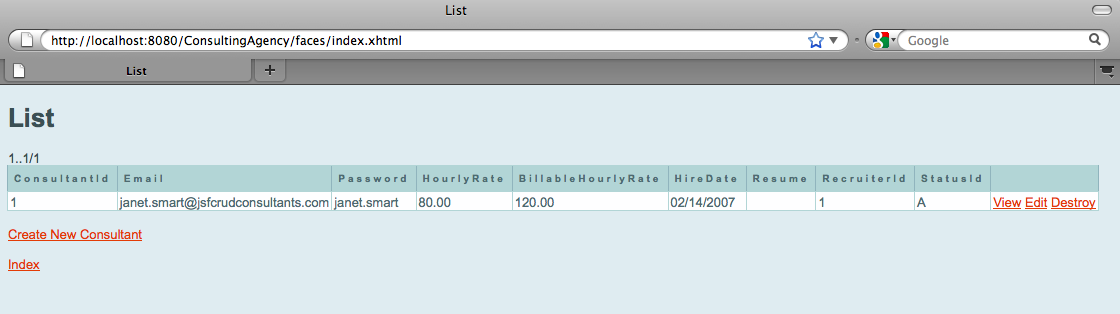 List
http://localhost:8080/ConsultingAgency/faces/index.xhtml
Google
List
List
1..1/1
ConsultantId Email Password HourlyRate BillableHourlyRate HireDate Resume RecruiterId StatusId
1 janet.smart@jsfcrudconsultants.com janet.smart 80.00 120.00 02/14/2007 1 A View Edit Destroy
Create New Consultant
Index